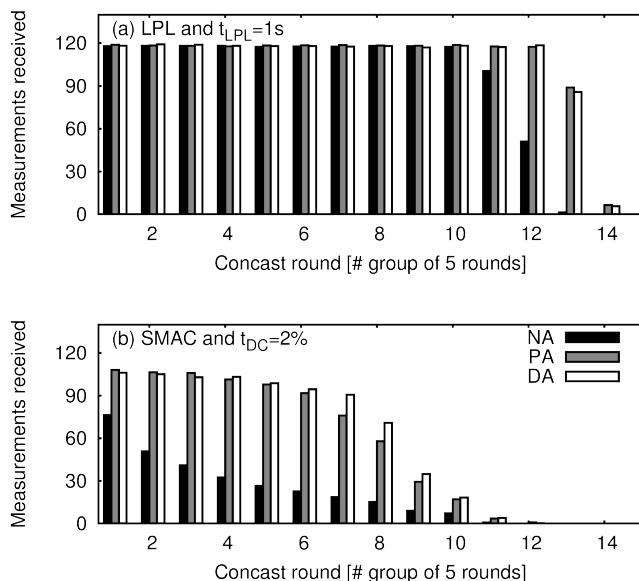 (a) LPL and tLPL=1s
Measurements received
120
90
60
30
0
2 4 6 8 10 12 14
Concast round [# group of 5 rounds]
(b) SMAC and tDC=2%
NA
PA
DA
Measurements received
120
90
60
30
0
2 4 6 8 10 12 14
Concast round [# group of 5 rounds]